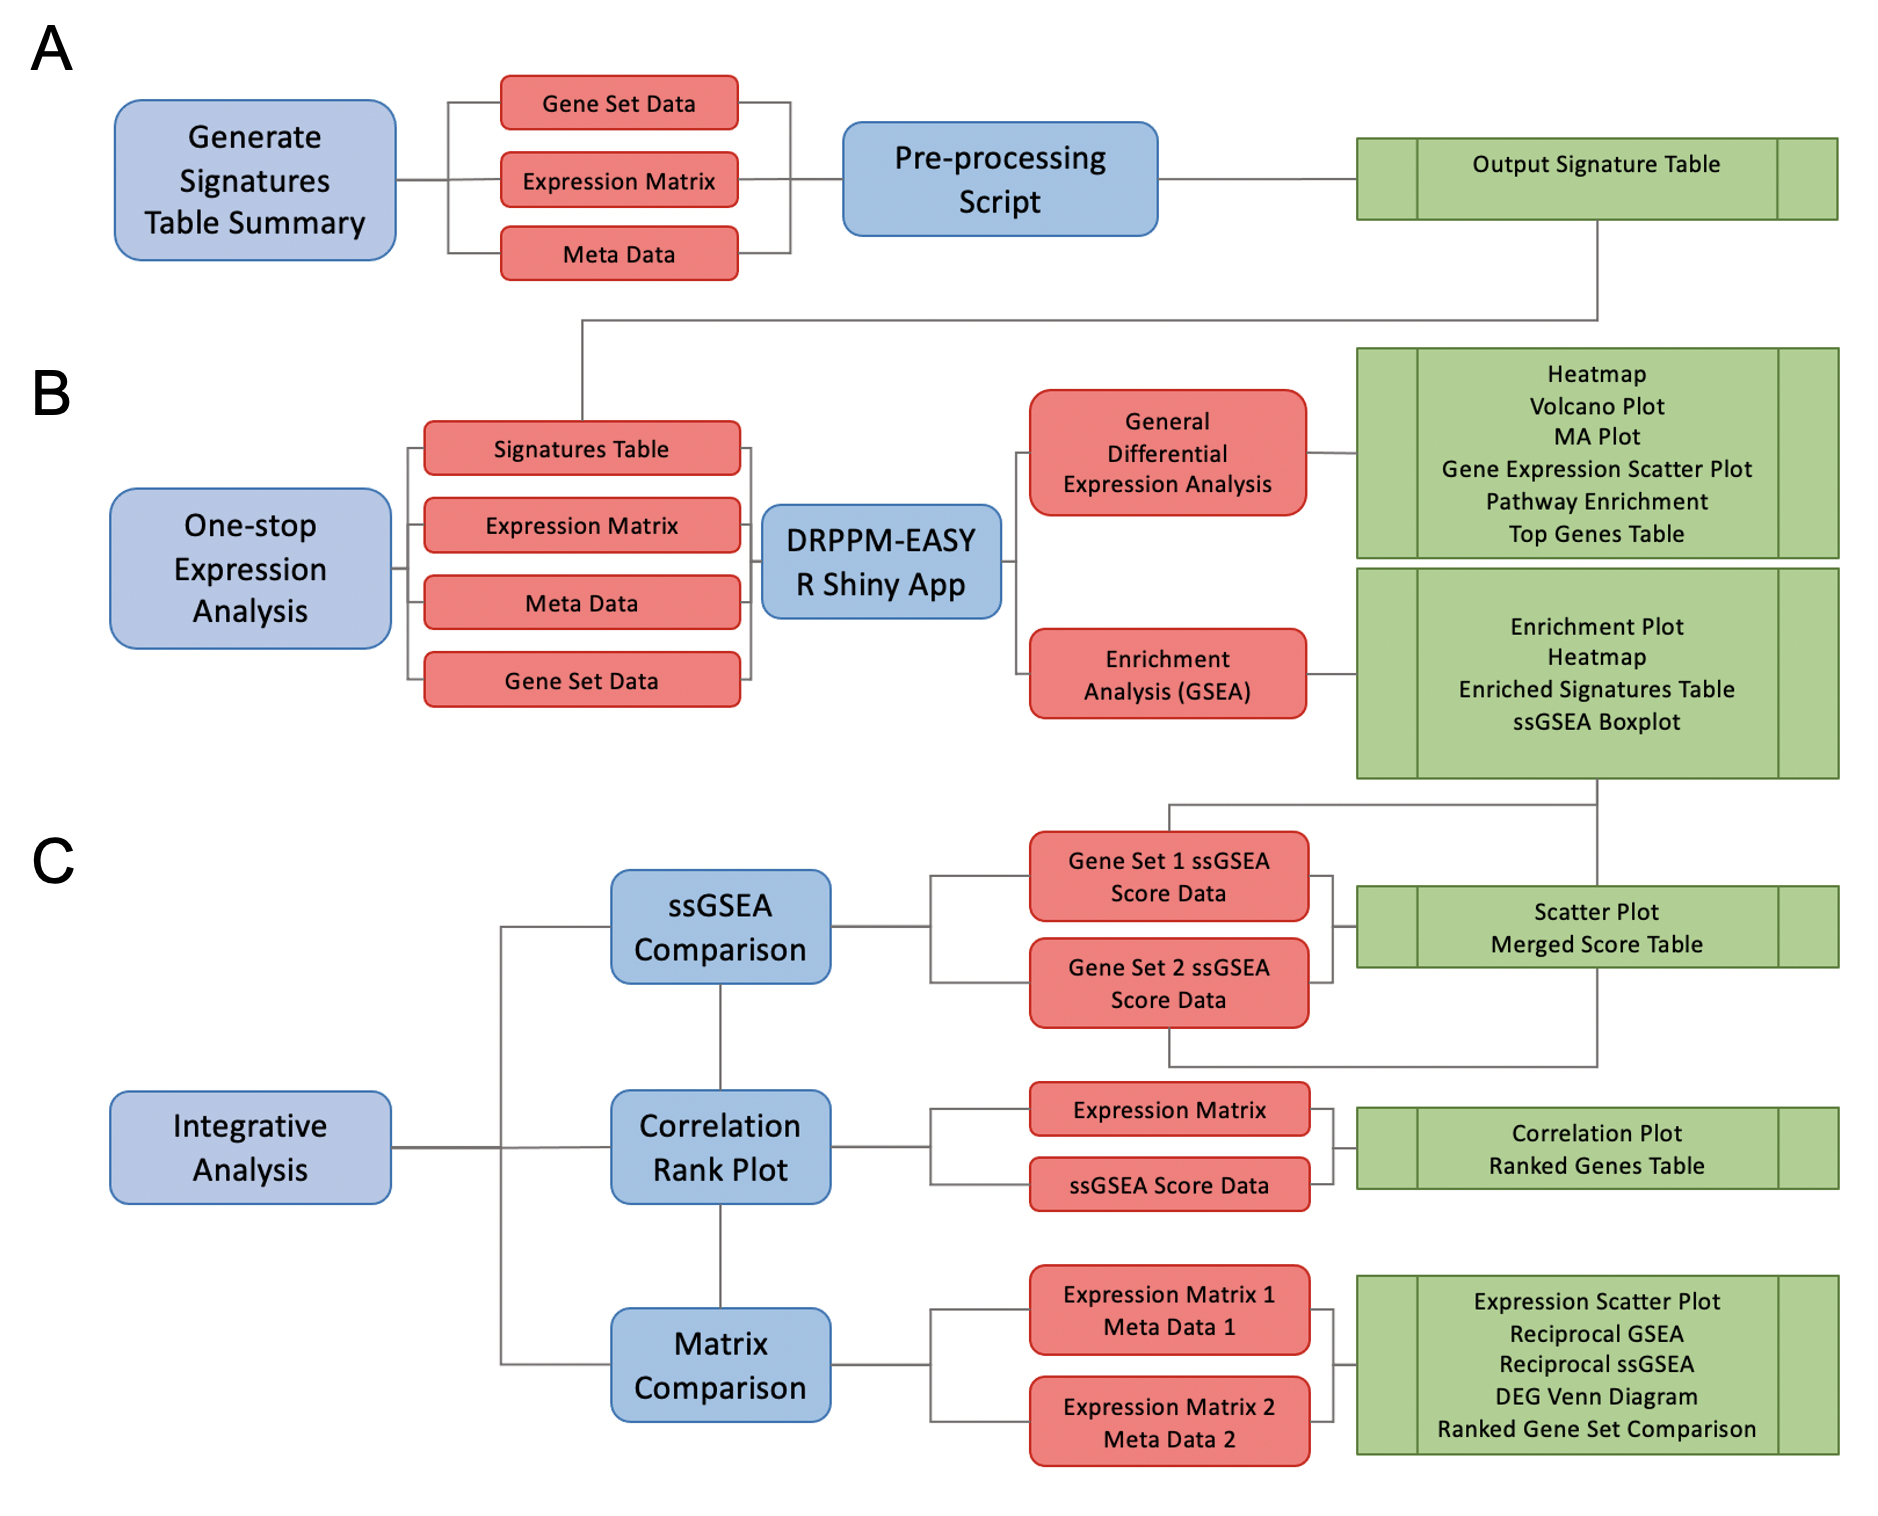 A
Generate
Signatures
Table Summary
Gene Set Data
Expression Matrix
Meta Data
Pre-processing
Script
Output Signature Table
B
One-stop
Expression
Analysis
Signatures Table
Expression Matrix
Meta Data
Gene Set Data
DRPPM-EASY
R Shiny App
General
Differential
Expression Analysis
Enrichment
Analysis (GSEA)
Heatmap
Volcano Plot
MA Plot
Gene Expression Scatter Plot
Pathway Enrichment
Top Genes Table
Enrichment Plot
Heatmap
Enriched Signatures Table
ssGSEA Boxplot
C
Integrative
Analysis
ssGSEA
Comparison
Gene Set 1 ssGSEA
Score Data
Gene Set 2 ssGSEA
Score Data
Scatter Plot
Merged Score Table
Correlation
Rank Plot
Expression Matrix
ssGSEA Score Data
Correlation Plot
Ranked Genes Table
Matrix
Comparison
Expression Matrix 1
Meta Data 1
Expression Matrix 2
Meta Data 2
Expression Scatter Plot
Reciprocal GSEA
Reciprocal ssGSEA
DEG Venn Diagram
Ranked Gene Set Comparison